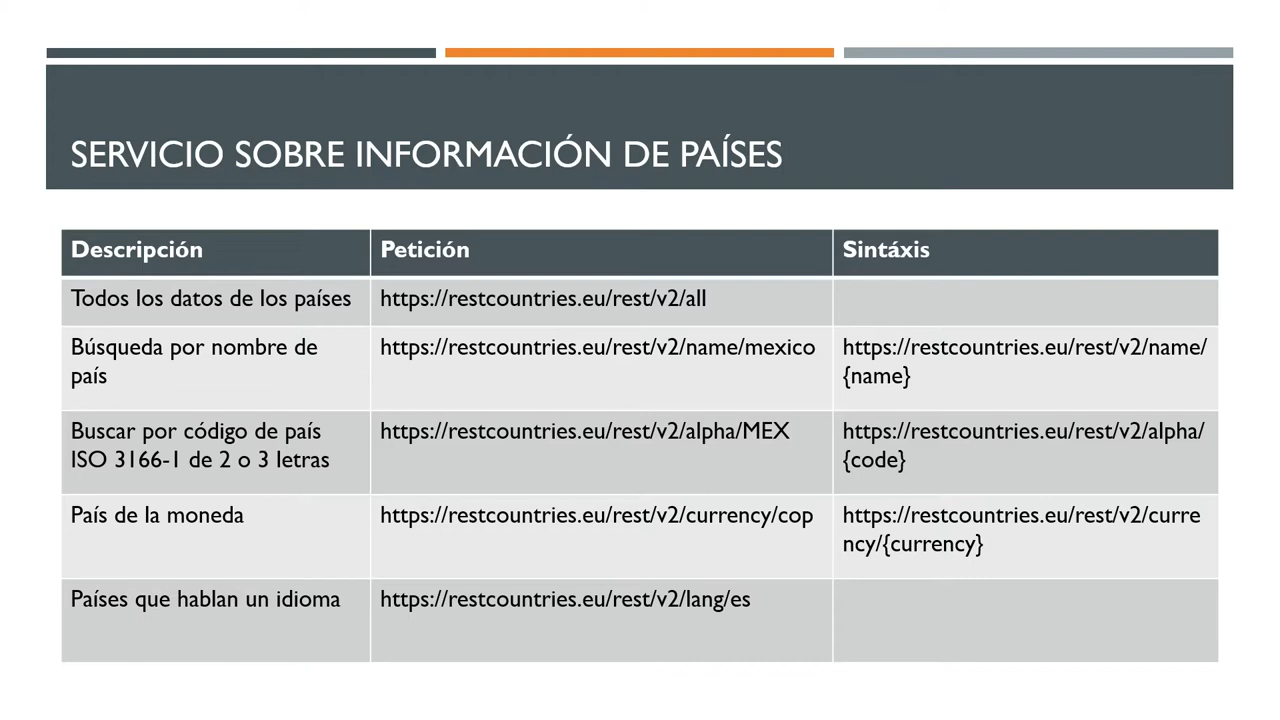 SERVICIO SOBRE INFORMACIÓN DE PAÍSES
Descripción
Petición
Sintáxis
Todos los datos de los países
https://restcountries.eu/rest/v2/all
Búsqueda por nombre de
país
https://restcountries.eu/rest/v2/name/mexico
https://restcountries.eu/rest/v2/name/
{name}
Buscar por código de país
ISO 3166-1 de 2 o 3 letras
https://restcountries.eu/rest/v2/alpha/MEX
https://restcountries.eu/rest/v2/alpha/
{code}
País de la moneda
https://restcountries.eu/rest/v2/currency/cop
https://restcountries.eu/rest/v2/curre
ncy/{currency}
Países que hablan un idioma
https://restcountries.eu/rest/v2/lang/es